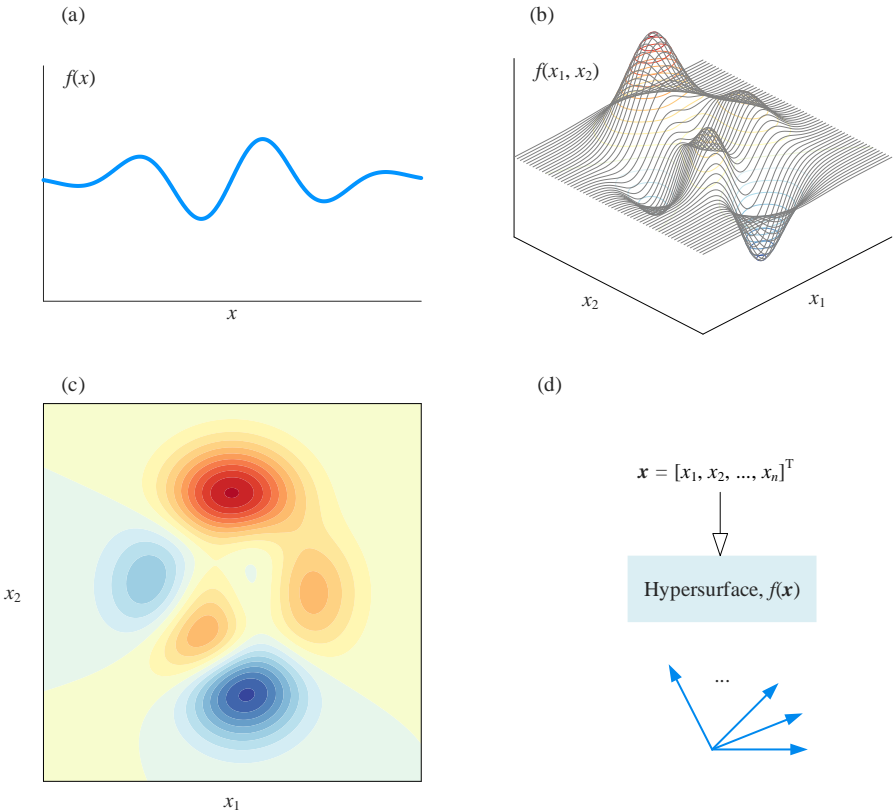 (a)
f(x)
x
(b)
f(x₁, x₂)
x₂
x₁
(c)
x₂
x₁
(d)
x = [x₁, x₂, ..., xₙ]ᵀ
Hypersurface, f(x)
...